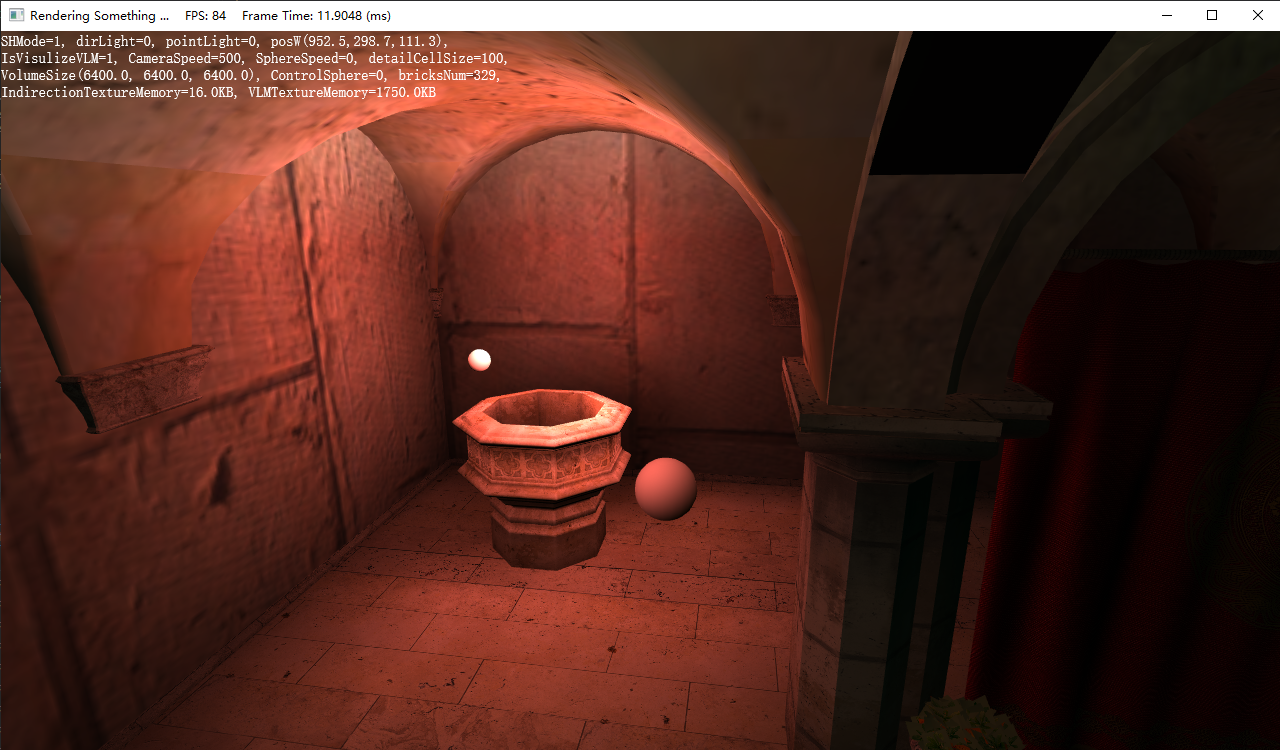 Rendering Something ... FPS: 84 Frame Time: 11.9048 (ms)
SHMode=1, dirLight=0, pointLight=0, posW(952.5,298.7,111.3),
IsVisulizeVLM=1, CameraSpeed=500, SphereSpeed=0, detailCellSize=100,
VolumeSize(6400.0, 6400.0, 6400.0), ControlSphere=0, bricksNum=329,
IndirectionTextureMemory=16.0KB, VLMTextureMemory=1750.0KB